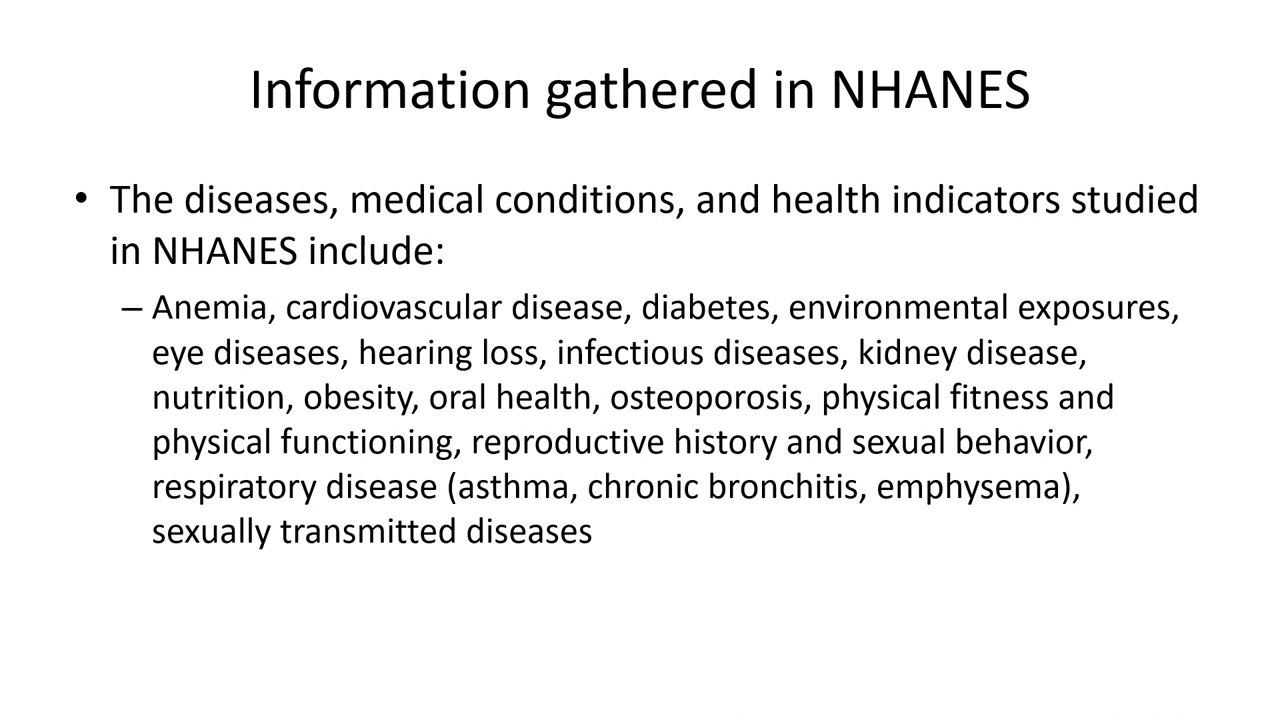 Information gathered in NHANES
• The diseases, medical conditions, and health indicators studied
in NHANES include:
– Anemia, cardiovascular disease, diabetes, environmental exposures,
eye diseases, hearing loss, infectious diseases, kidney disease,
nutrition, obesity, oral health, osteoporosis, physical fitness and
physical functioning, reproductive history and sexual behavior,
respiratory disease (asthma, chronic bronchitis, emphysema),
sexually transmitted diseases